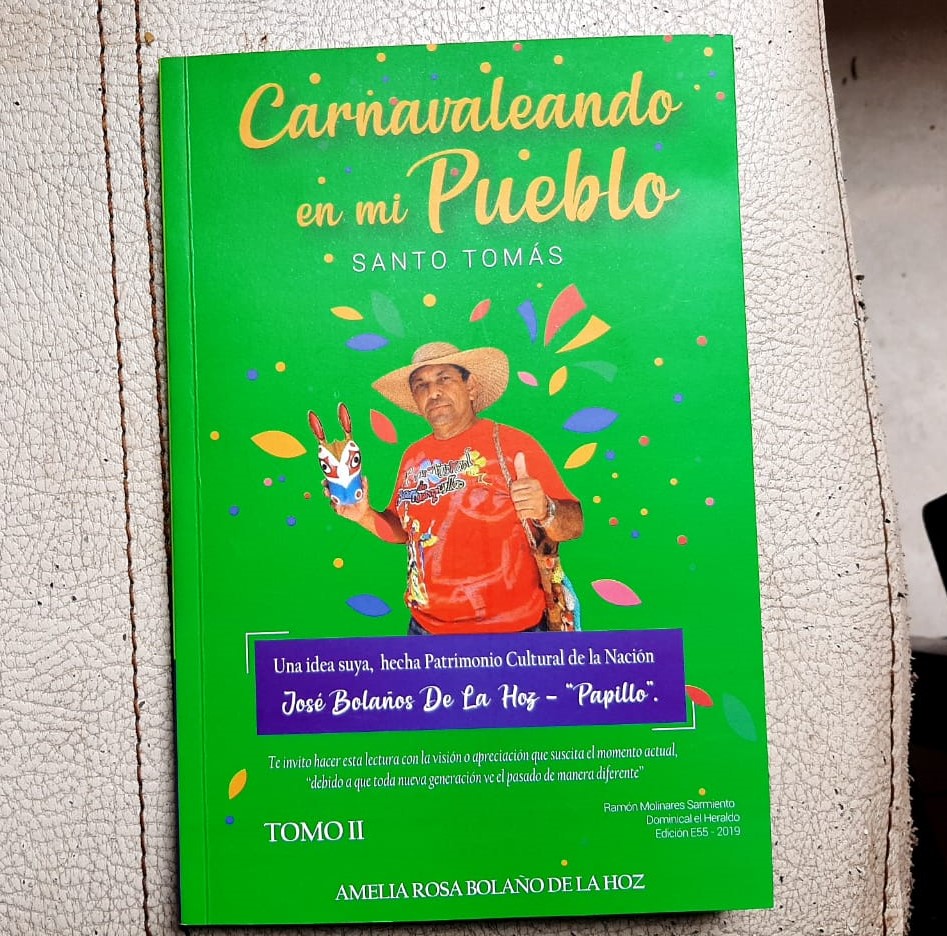 Carnavaleando
en mi Pueblo
SANTO TOMÁS
Una idea suya, hecha Patrimonio Cultural de la Nación
José Bolaños De La Hoz - "Papillo".
Te invito hacer esta lectura con la visión o apreciación que suscita el momento actual,
"debido a que toda nueva generación ve el pasado de manera diferente"
Ramón Molinares Sarmiento
Dominical el Heraldo
Edición E55 - 2019
TOMO II
AMELIA ROSA BOLAÑO DE LA HOZ